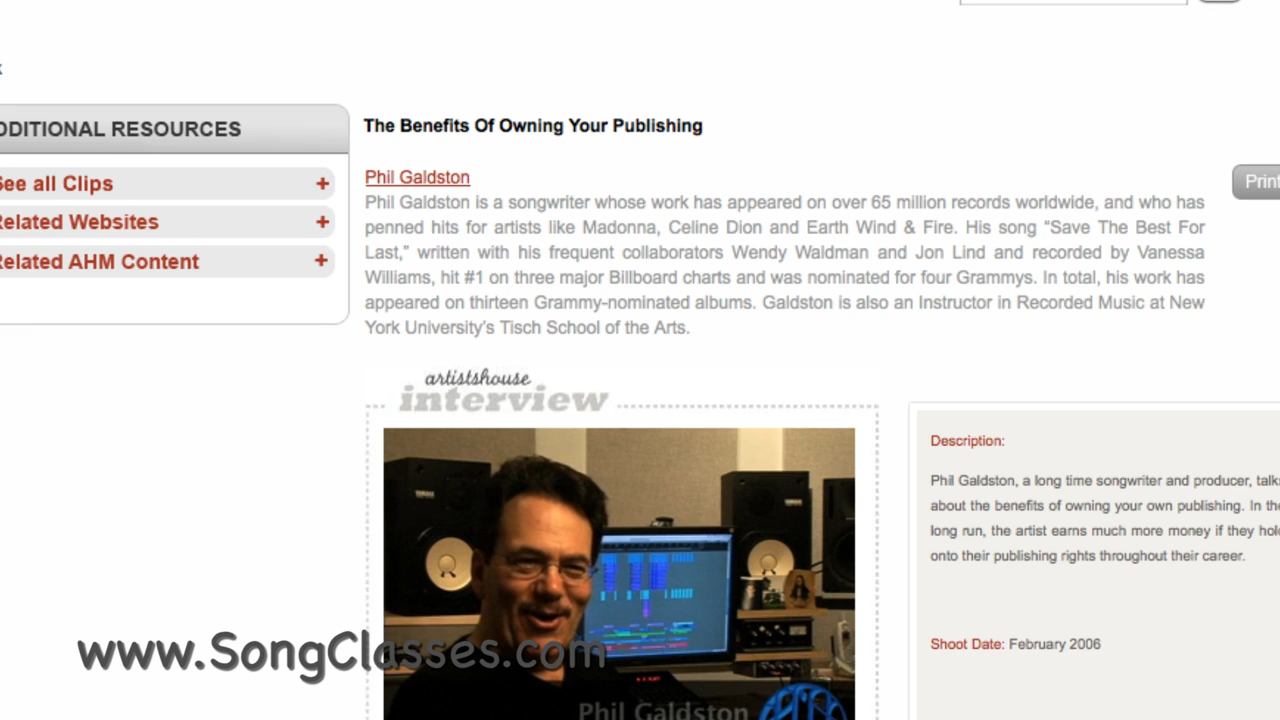 ADDITIONAL RESOURCES
See all Clips +
Related Websites +
Related AHM Content +
The Benefits Of Owning Your Publishing
Phil Galdston
Phil Galdston is a songwriter whose work has appeared on over 65 million records worldwide, and who has
penned hits for artists like Madonna, Celine Dion and Earth Wind & Fire. His song “Save The Best For
Last,” written with his frequent collaborators Wendy Waldman and Jon Lind and recorded by Vanessa
Williams, hit #1 on three major Billboard charts and was nominated for four Grammys. In total, his work has
appeared on thirteen Grammy-nominated albums. Galdston is also an Instructor in Recorded Music at New
York University’s Tisch School of the Arts.
Print
artistshouse
interview
YAMAHA
Phil Galdston
Description:
Phil Galdston, a long time songwriter and producer, talks
about the benefits of owning your own publishing. In the
long run, the artist earns much more money if they hold
onto their publishing rights throughout their career.
Shoot Date: February 2006
www.SongClasses.com